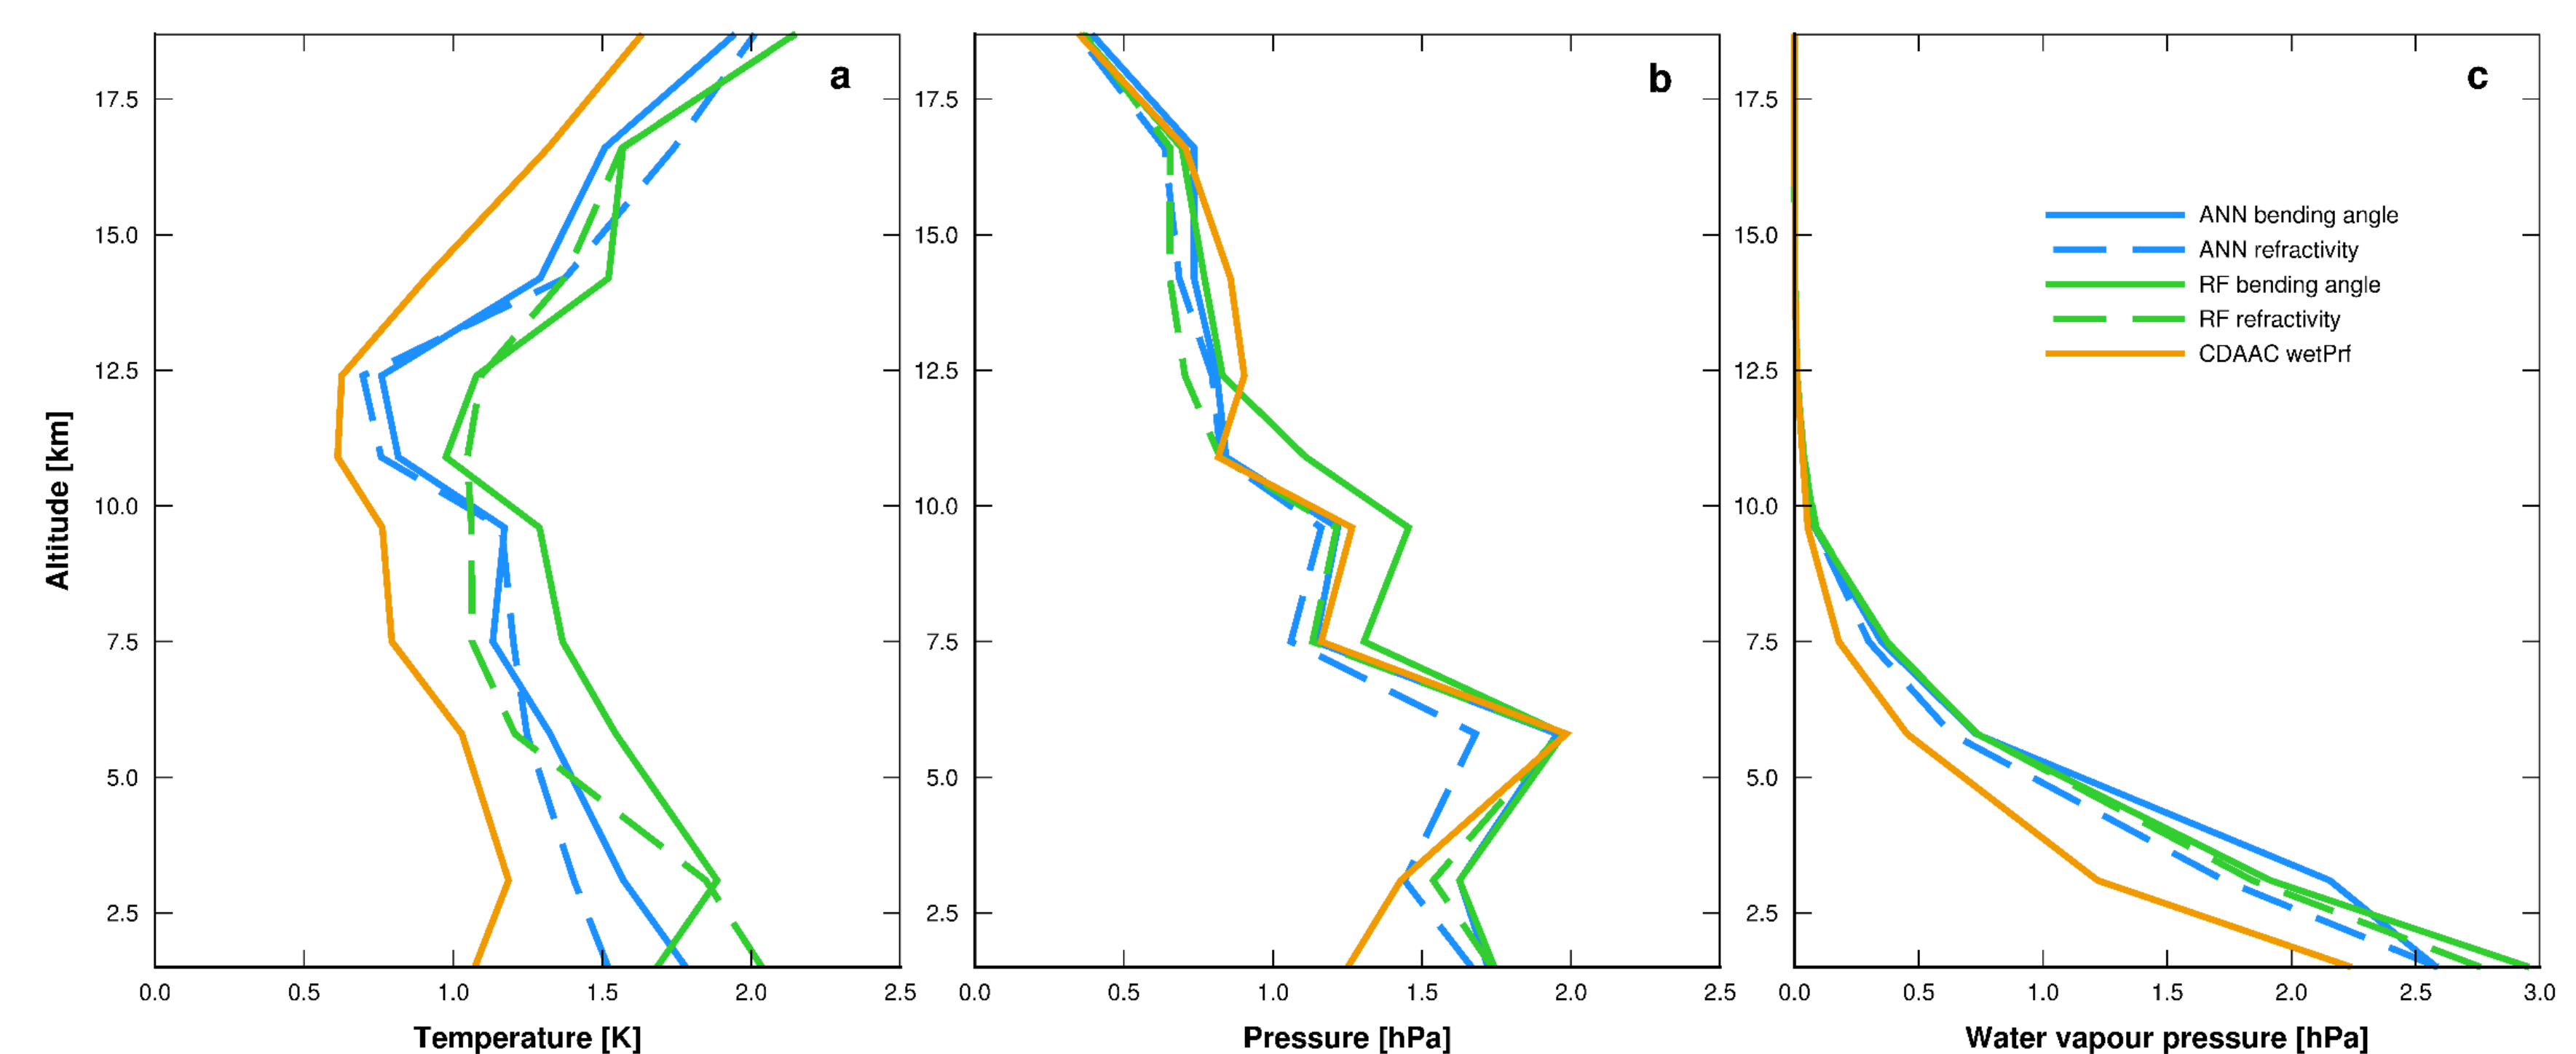 a
b
c
17.5
15.0
12.5
10.0
7.5
5.0
2.5
17.5
15.0
12.5
10.0
7.5
5.0
2.5
17.5
15.0
12.5
10.0
7.5
5.0
2.5
Altitude [km]
ANN bending angle
ANN refractivity
RF bending angle
RF refractivity
CDAAC wetPrf
0.0 0.5 1.0 1.5 2.0 2.5
0.0 0.5 1.0 1.5 2.0 2.5
0.0 0.5 1.0 1.5 2.0 2.5 3.0
Temperature [K]
Pressure [hPa]
Water vapour pressure [hPa]